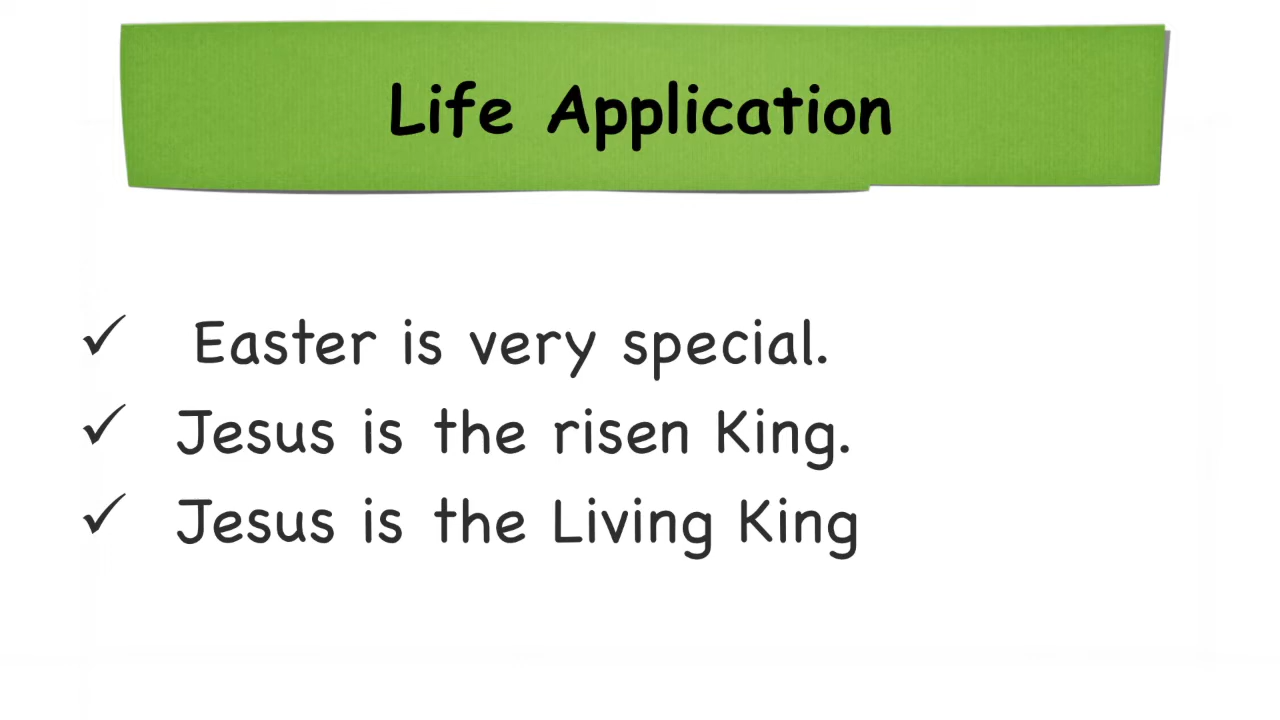 Life Application
✓ Easter is very special.
✓ Jesus is the risen King.
✓ Jesus is the Living King